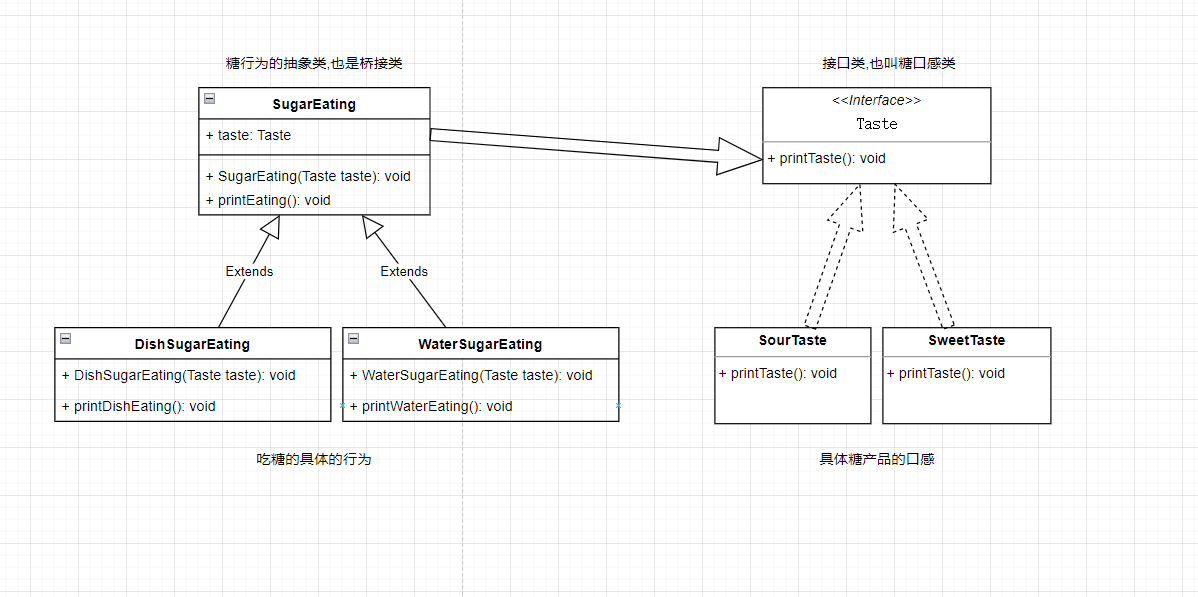 糖行为的抽象类,也是桥接类
SugarEating
+ taste: Taste
+ SugarEating(Taste taste): void
+ printEating(): void
接口类,也叫糖口感类
<<Interface>>
Taste
+ printTaste(): void
Extends
Extends
DishSugarEating
+ DishSugarEating(Taste taste): void
+ printDishEating(): void
WaterSugarEating
+ WaterSugarEating(Taste taste): void
+ printWaterEating(): void
SourTaste
+ printTaste(): void
SweetTaste
+ printTaste(): void
吃糖的具体的行为
具体糖产品的口感